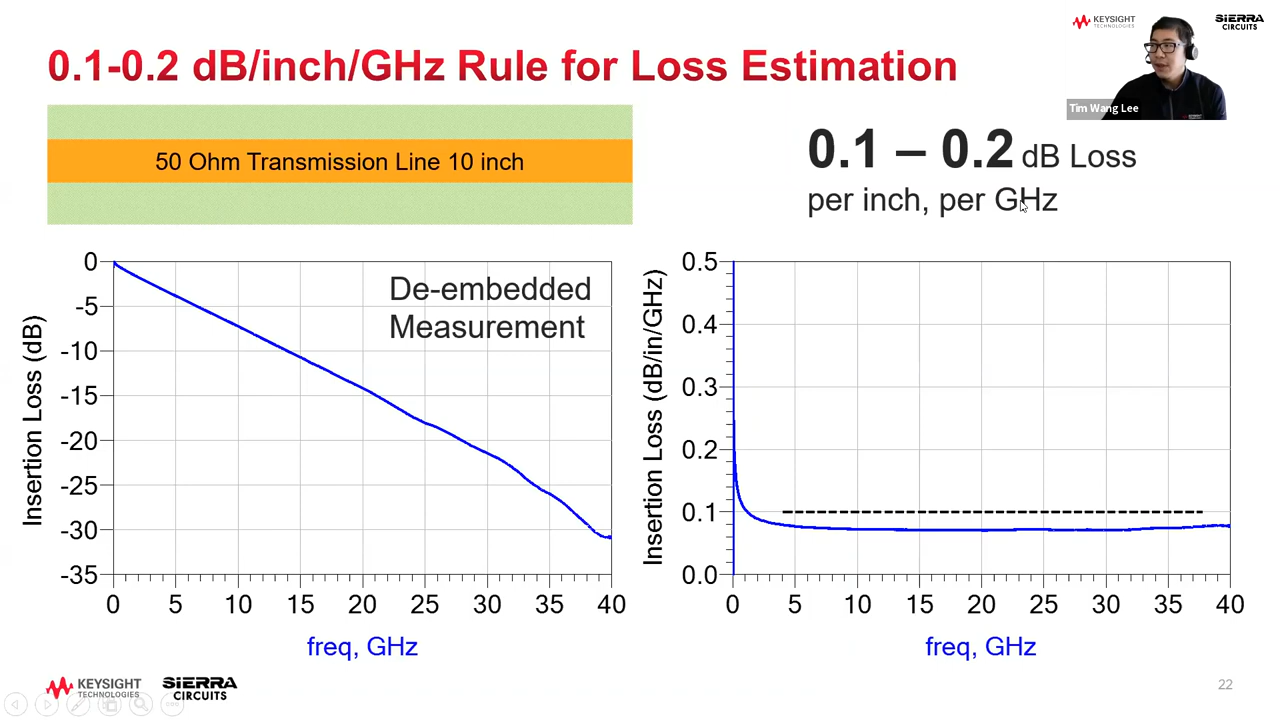 KEYSIGHT
TECHNOLOGIES
SIERRA
CIRCUITS
0.1-0.2 dB/inch/GHz Rule for Loss Estimation
Tim Wang Lee
50 Ohm Transmission Line 10 inch
0.1 – 0.2 dB Loss
per inch, per GHz
De-embedded
Measurement
Insertion Loss (dB)
0
-5
-10
-15
-20
-25
-30
-35
0 5 10 15 20 25 30 35 40
freq, GHz
Insertion Loss (dB/in/GHz)
0.5
0.4
0.3
0.2
0.1
0.0
0 5 10 15 20 25 30 35 40
freq, GHz
KEYSIGHT
TECHNOLOGIES
SIERRA
CIRCUITS
22